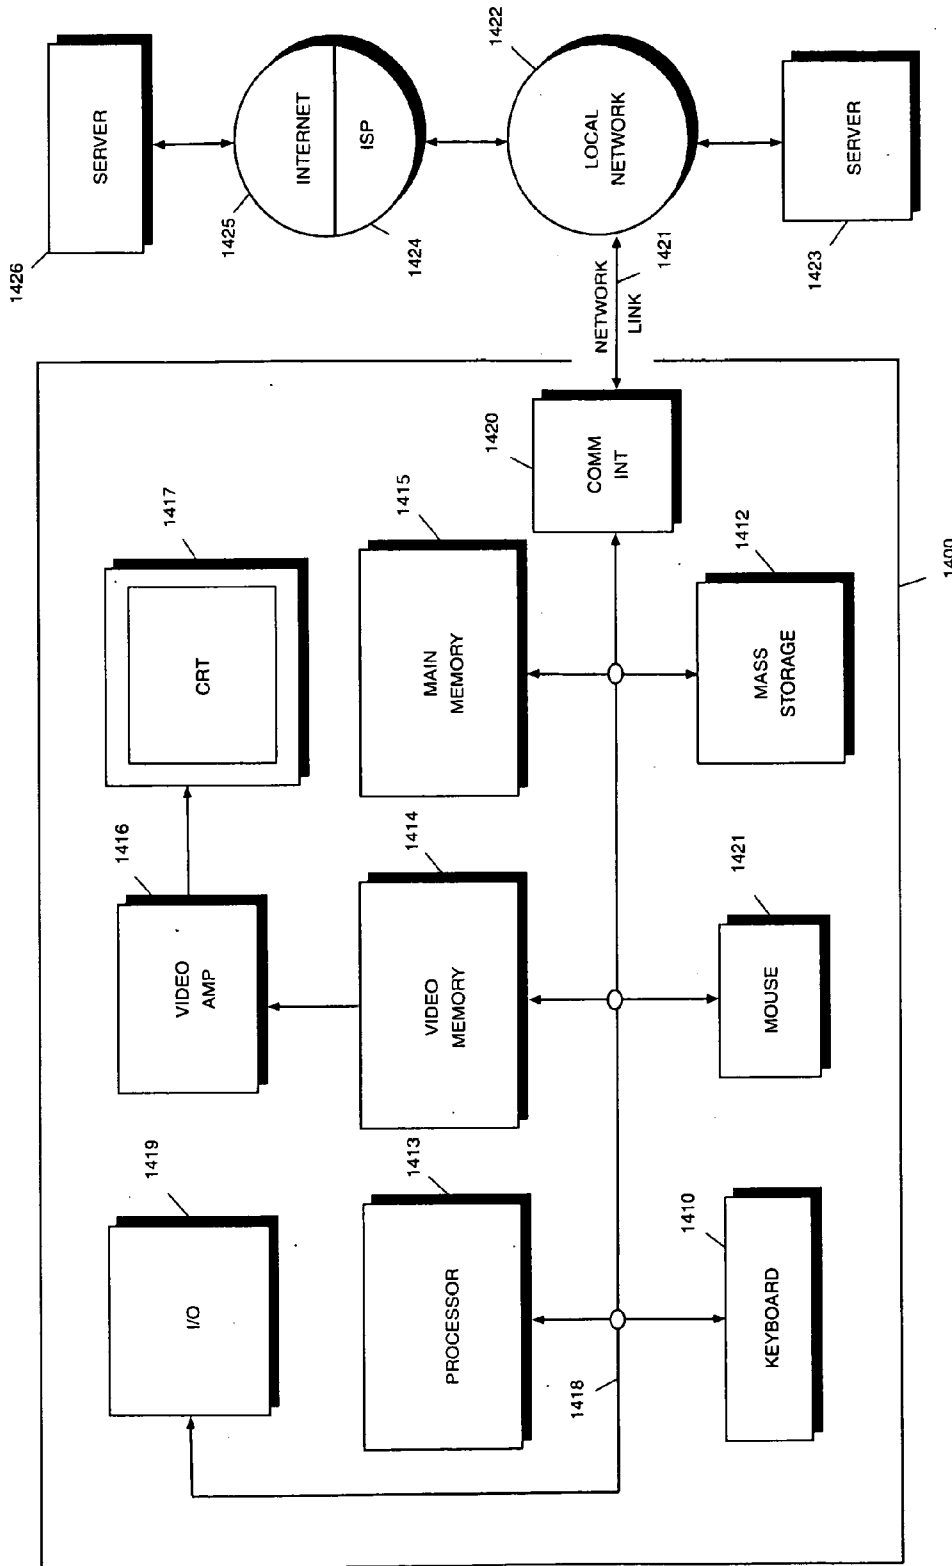 I/O
1419
VIDEO
AMP
1416
CRT
1417
PROCESSOR
1413
VIDEO
MEMORY
1414
MAIN
MEMORY
1415
1418
KEYBOARD
1410
MOUSE
1421
MASS
STORAGE
1412
COMM
INT
1420
1400
NETWORK
LINK
1421
SERVER
1426
INTERNET
1425
ISP
1424
LOCAL
NETWORK
1422
SERVER
1423